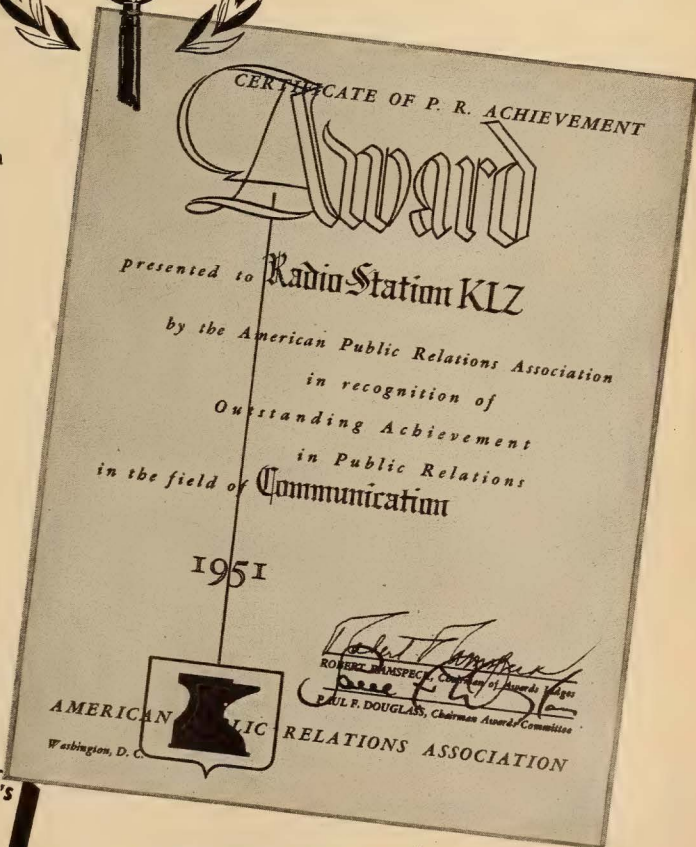 CERTIFICATE OF P. R. ACHIEVEMENT
Award
presented to Radio Station KLZ
by the American Public Relations Association
in recognition of
Outstanding Achievement
in Public Relations
in the field of Communication
1951
ROBERT RAMSPECK, Chairman of Awards Judges
PAUL F. DOUGLASS, Chairman Awards Committee
AMERICAN LIC RELATIONS ASSOCIATION
Washington, D. C.
'S